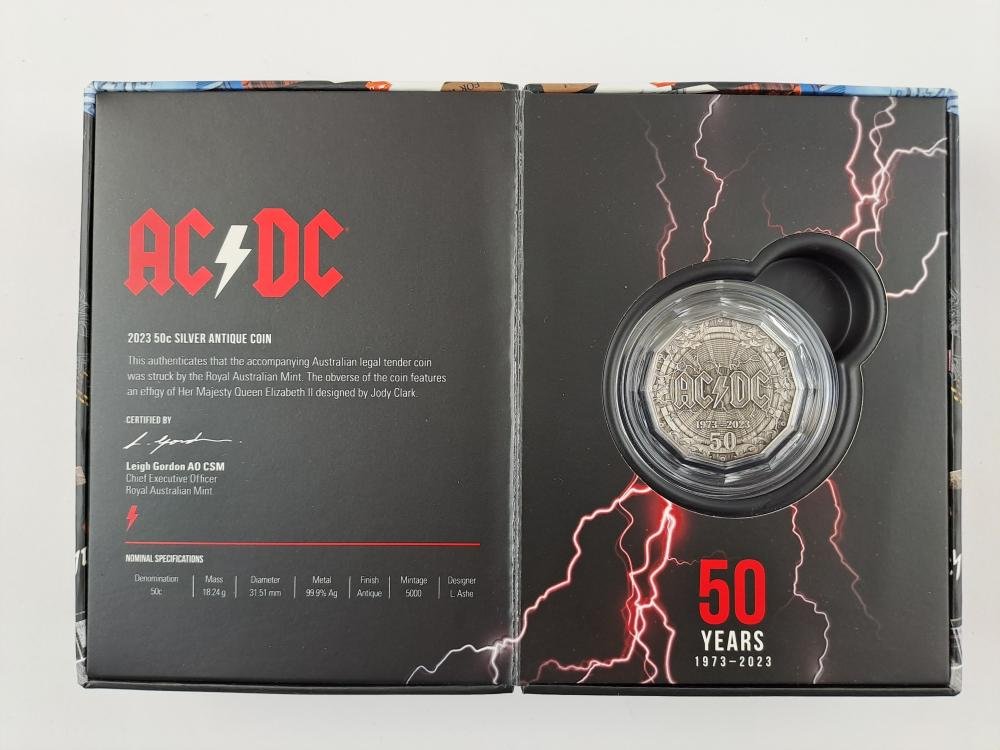 FOR
AC DC
2023 50c SILVER ANTIQUE COIN
This authenticates that the accompanying Australian legal tender coin
was struck by the Royal Australian Mint. The obverse of the coin features
an effigy of Her Majesty Queen Elizabeth II designed by Jody Clark.
CERTIFIED BY
L. Gordon
Leigh Gordon AO CSM
Chief Executive Officer
Royal Australian Mint
NOMINAL SPECIFICATIONS
Denomination Mass Diameter Metal Finish Mintage Designer
50c 18.24 g 31.51 mm 99.9% Ag Antique 5000 L. Ashe
AC DC
1973-2023
50
50
YEARS
1973–2023